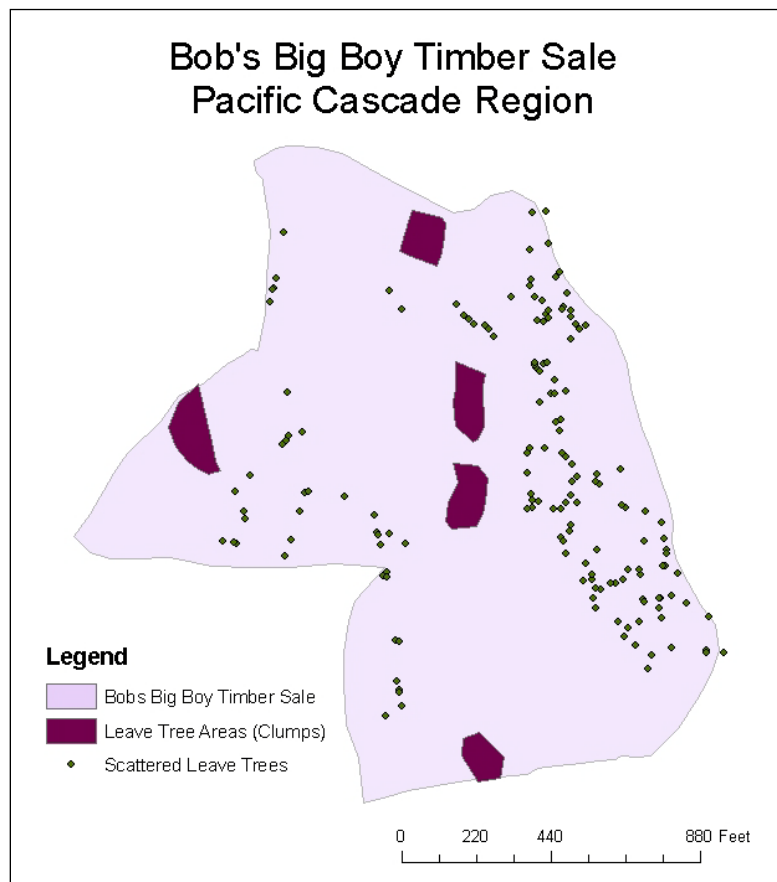 Bob's Big Boy Timber Sale
Pacific Cascade Region
Legend
Bobs Big Boy Timber Sale
Leave Tree Areas (Clumps)
Scattered Leave Trees
0 220 440 880 Feet